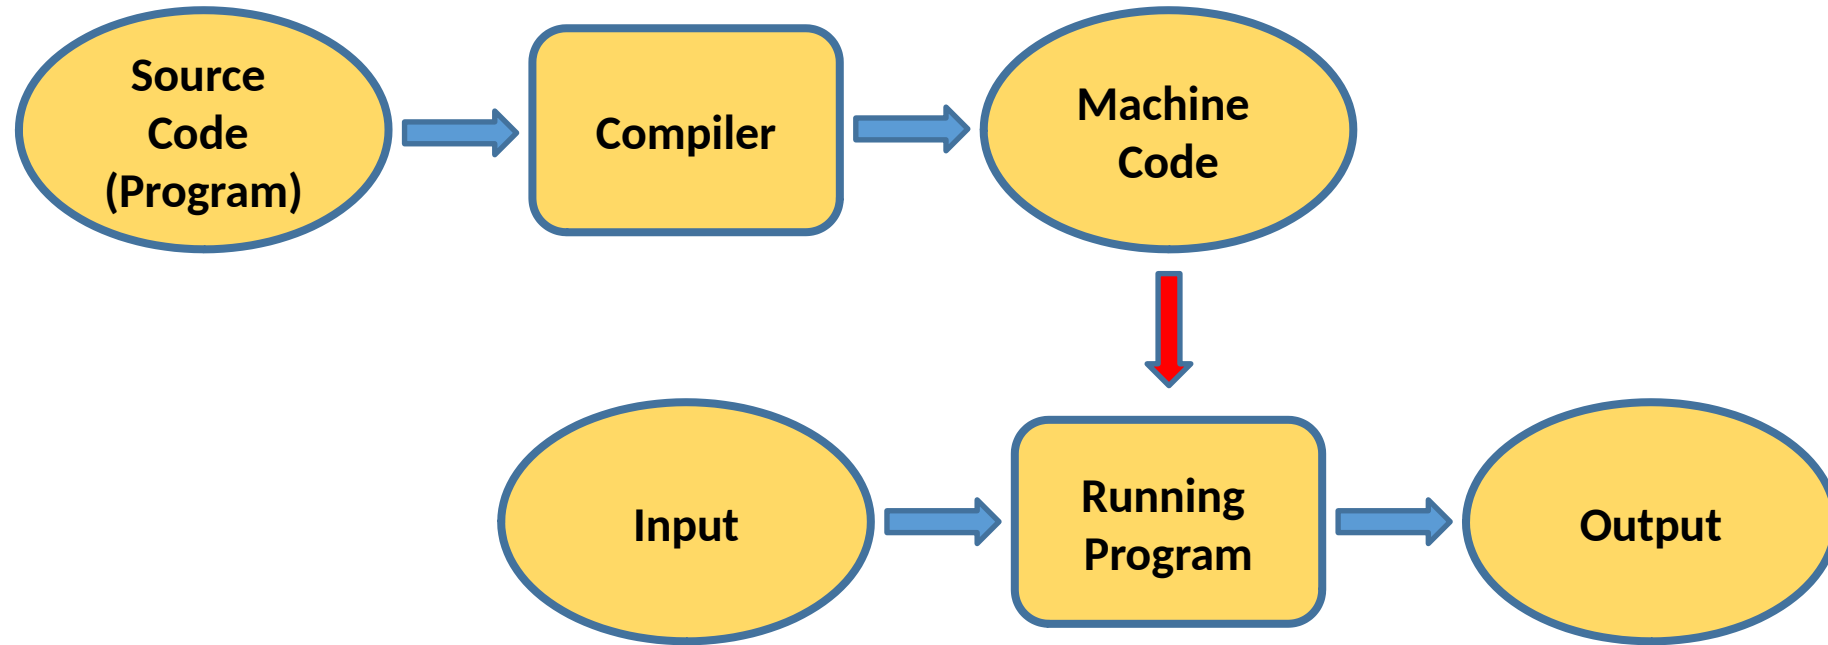 Source
Code
(Program)
Compiler
Machine
Code
Input
Running
Program
Output